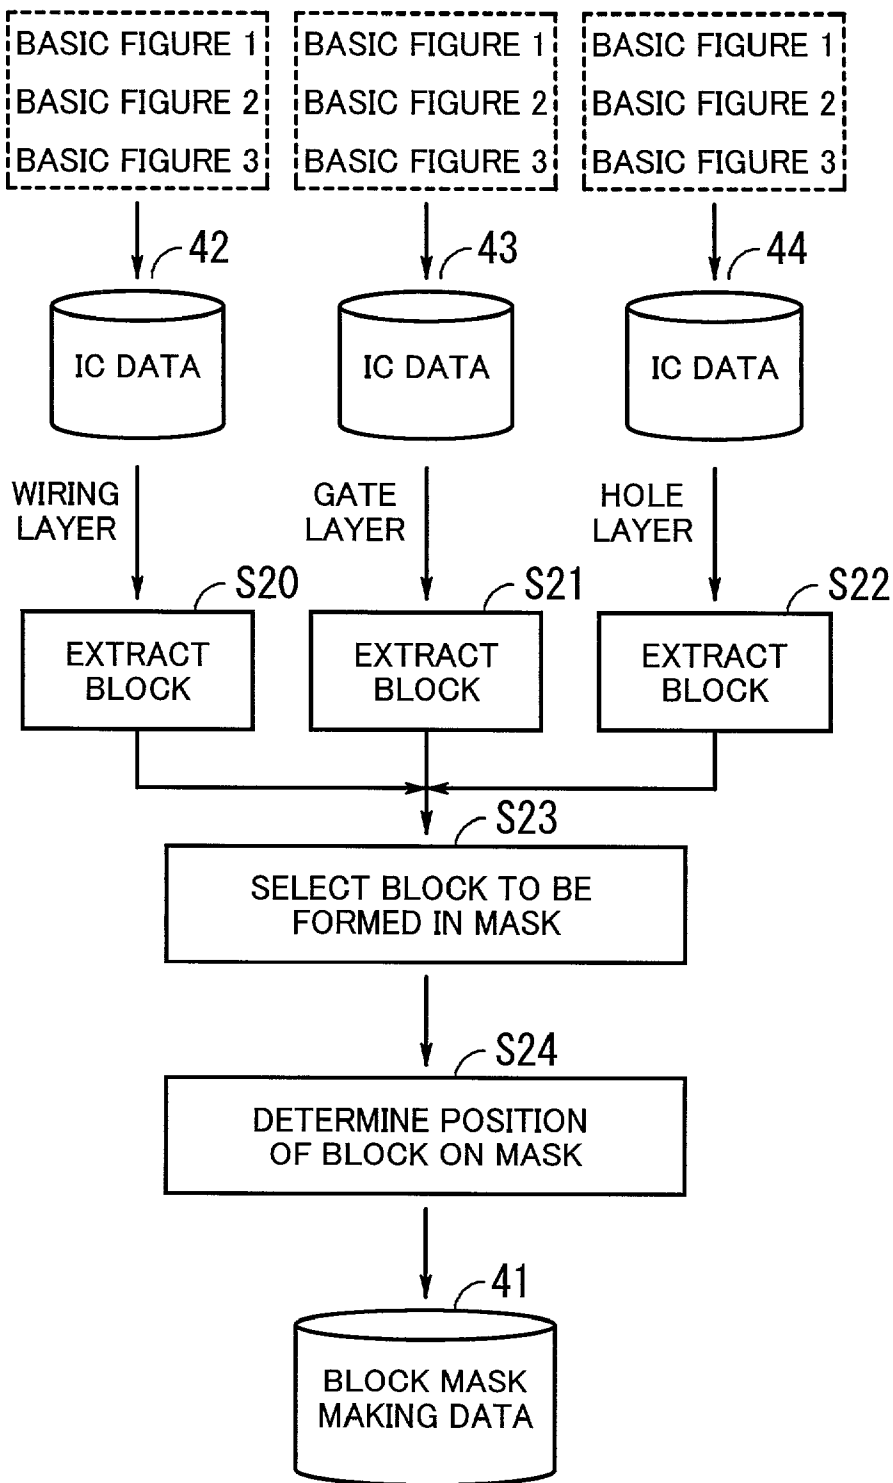 BASIC FIGURE 1
BASIC FIGURE 2
BASIC FIGURE 3
BASIC FIGURE 1
BASIC FIGURE 2
BASIC FIGURE 3
BASIC FIGURE 1
BASIC FIGURE 2
BASIC FIGURE 3
42
43
44
IC DATA
IC DATA
IC DATA
WIRING
LAYER
GATE
LAYER
HOLE
LAYER
S20
S21
S22
EXTRACT
BLOCK
EXTRACT
BLOCK
EXTRACT
BLOCK
S23
SELECT BLOCK TO BE
FORMED IN MASK
S24
DETERMINE POSITION
OF BLOCK ON MASK
41
BLOCK MASK
MAKING DATA